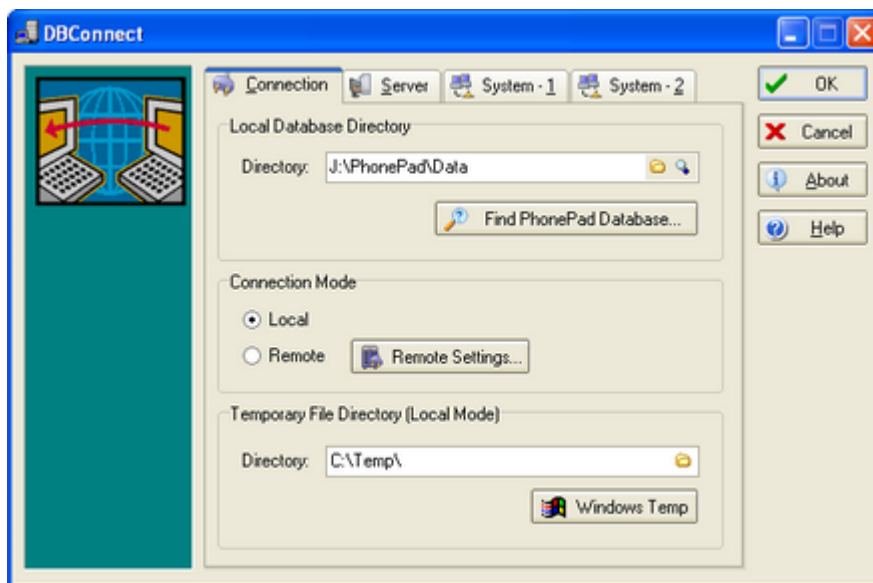 DBConnect
Connection Server System - 1 System - 2
Local Database Directory
Directory: J:\PhonePad\Data
Find PhonePad Database...
Connection Mode
Local
Remote Remote Settings...
Temporary File Directory (Local Mode)
Directory: C:\Temp\
Windows Temp
OK
Cancel
About
Help